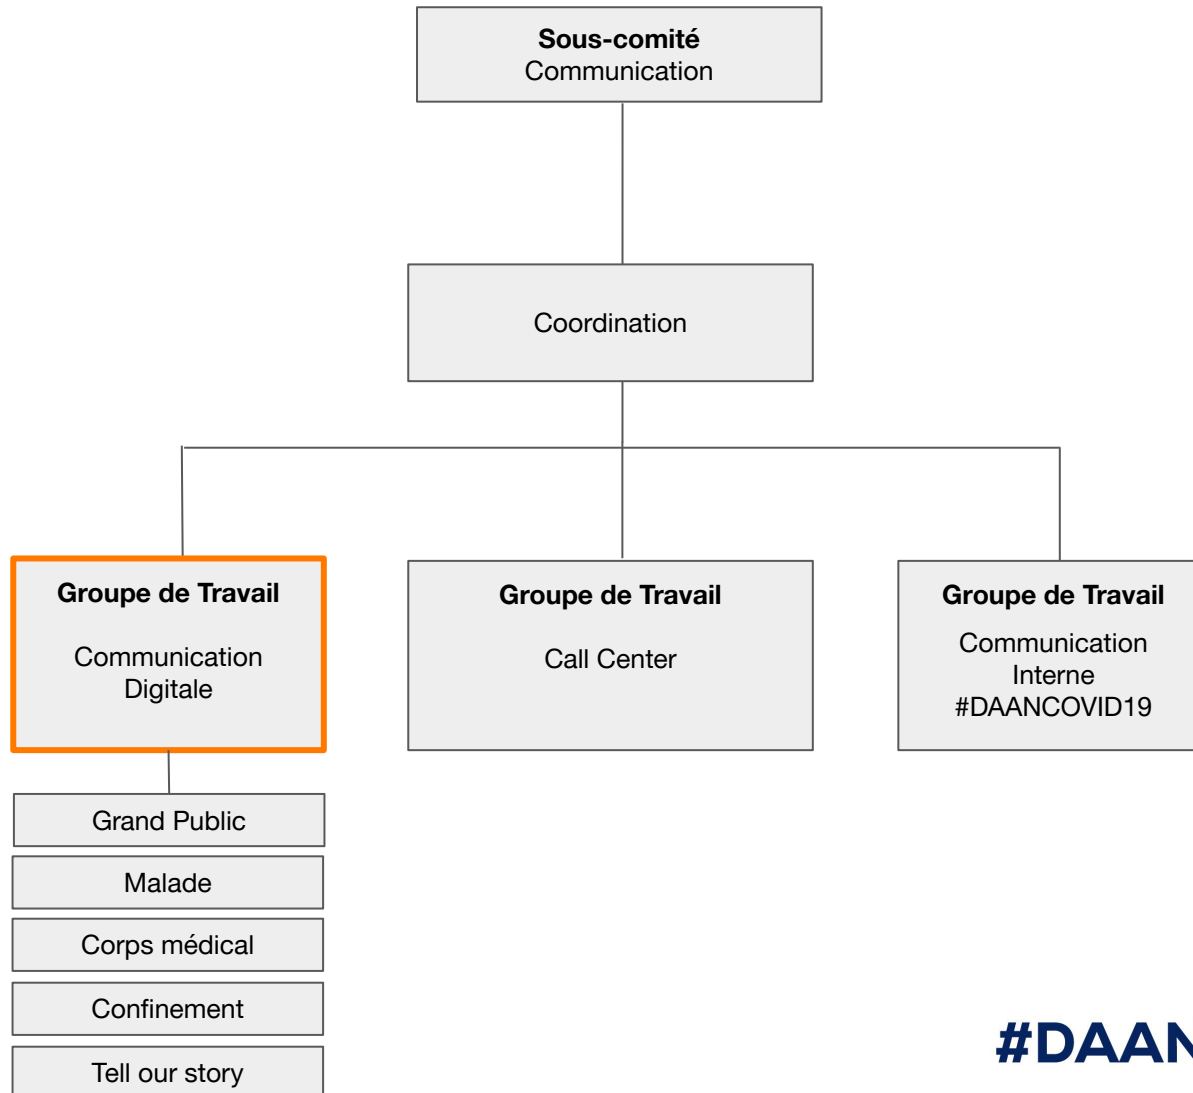 Sous-comité
Communication
Coordination
Groupe de Travail
Communication
Digitale
Groupe de Travail
Call Center
Groupe de Travail
Communication
Interne
#DAANCOVID19
Grand Public
Malade
Corps médical
Confinement
Tell our story
#DAAN